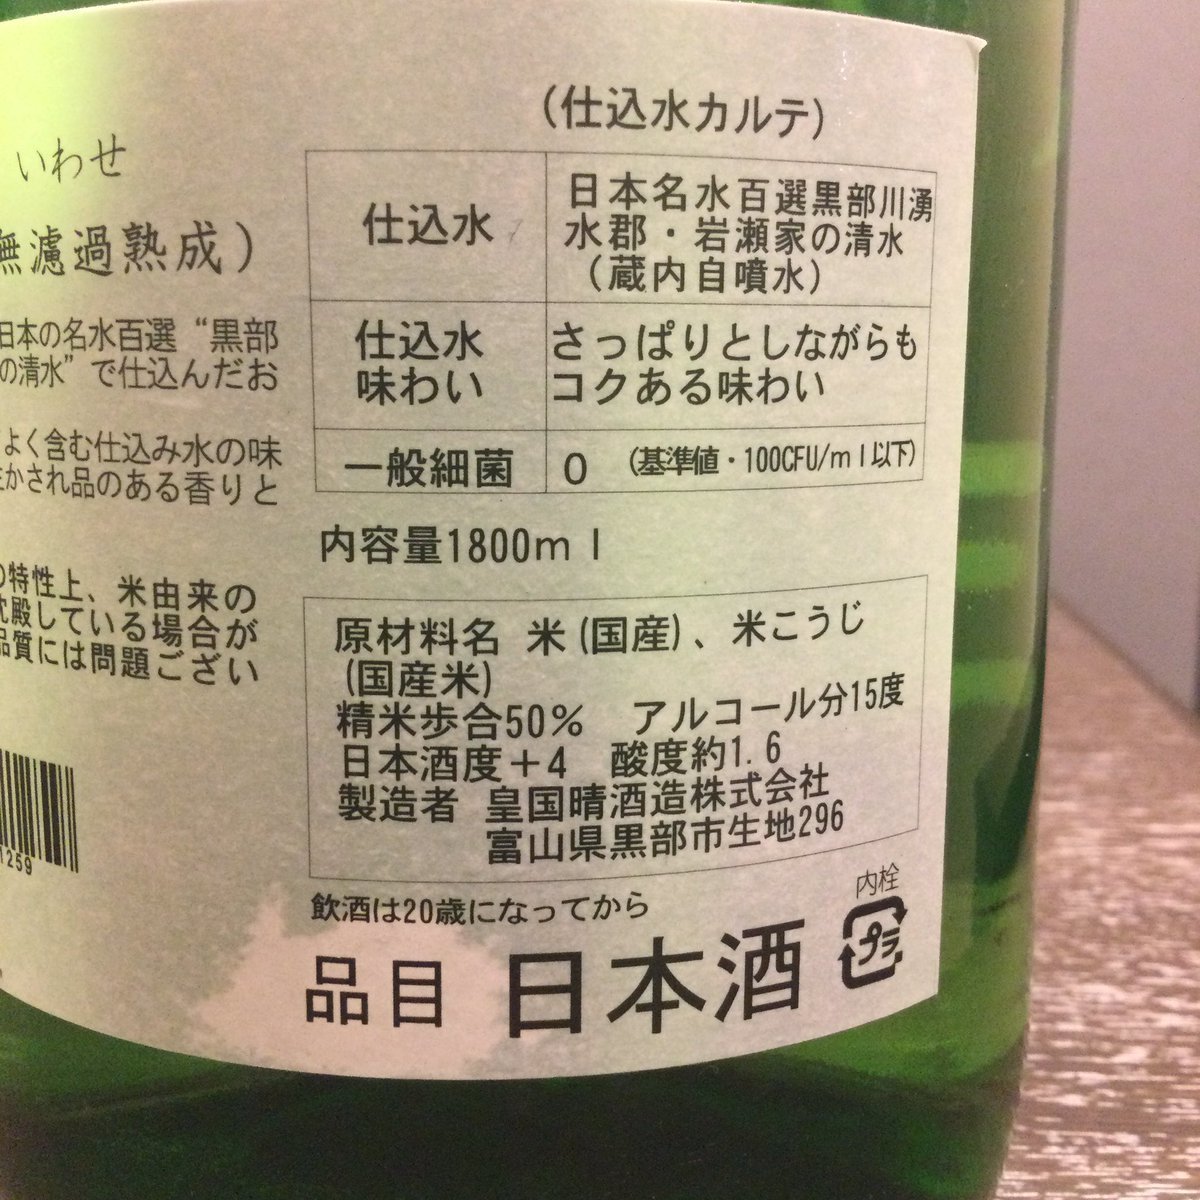 いわせ
無濾過熟成)
日本の名水百選“黒部
の清水”で仕込んだお
よく含む仕込み水の味
かされ品のある香りと
の特性上、米由来の
沈殿している場合が
品質には問題ござい
1259
(仕込水カルテ)
仕込水
日本名水百選黒部川湧
水郡・岩瀬家の清水
(蔵内自噴水)
仕込水
味わい
さっぱりとしながらも
コクある味わい
一般細菌
0 (基準値・100CFU/ml以下)
内容量1800ml
原材料名 米(国産)、米こうじ
(国産米)
精米歩合50% アルコール分15度
日本酒度+4 酸度約1.6
製造者 皇国晴酒造株式会社
富山県黒部市生地296
飲酒は20歳になってから
内栓
プラ
品目 日本酒